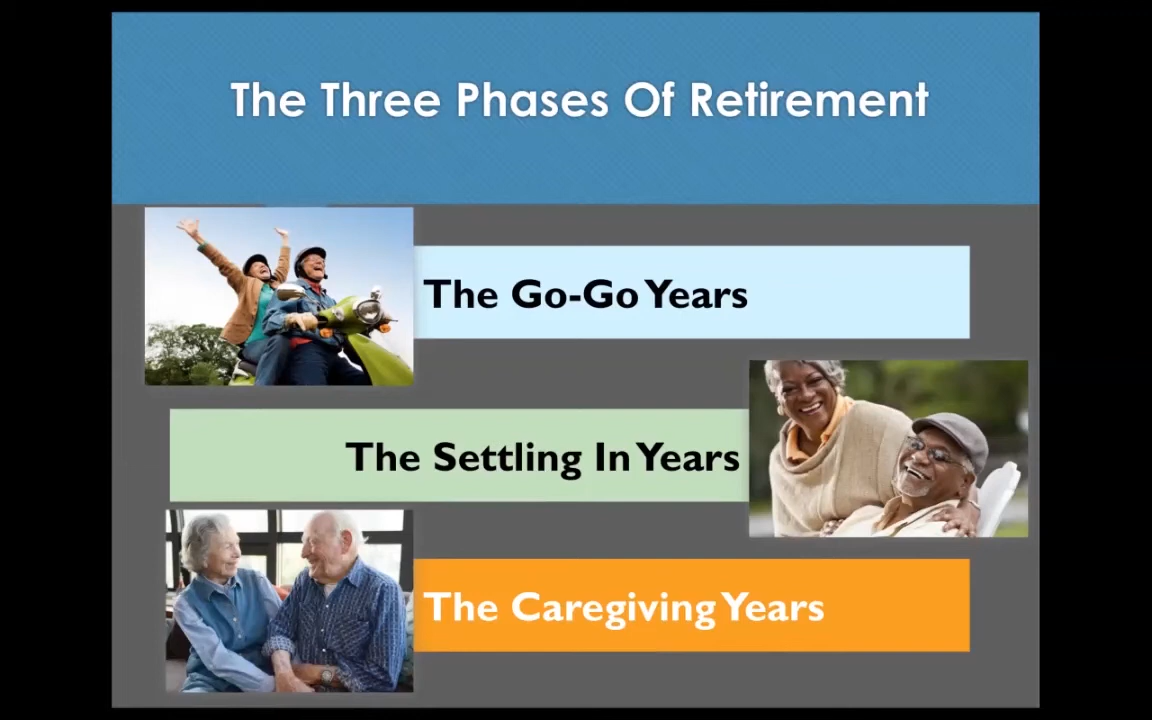 The Three Phases Of Retirement
The Go-Go Years
The Settling In Years
The Caregiving Years